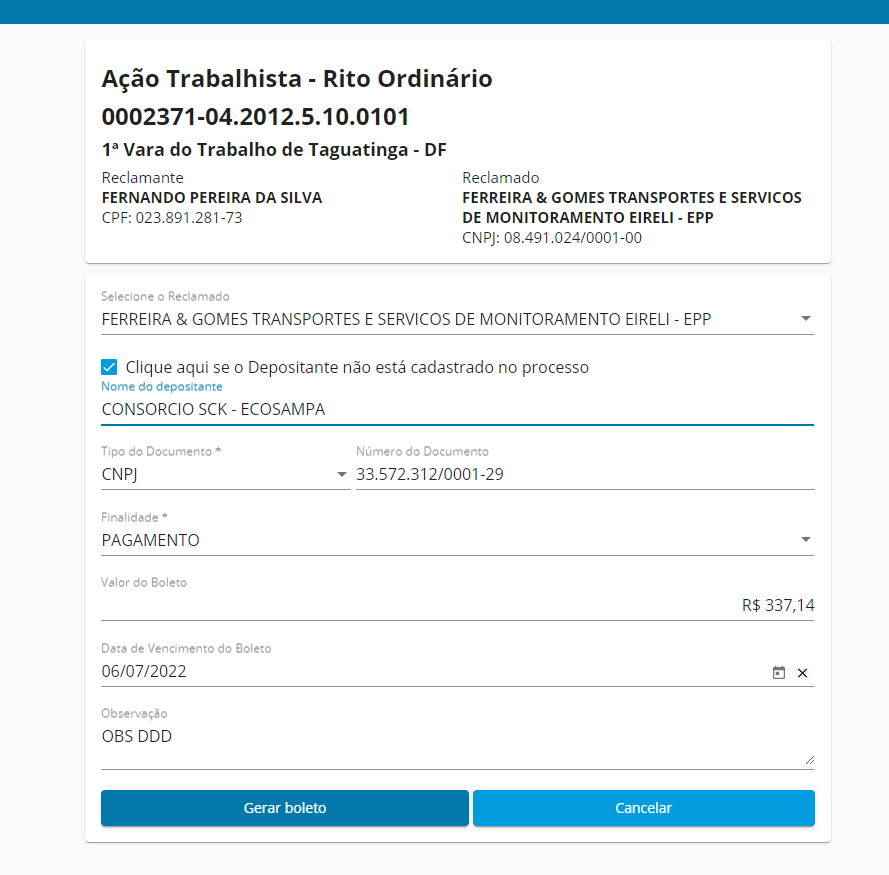 Ação Trabalhista - Rito Ordinário
0002371-04.2012.5.10.0101
1ª Vara do Trabalho de Taguatinga - DF
Reclamante
FERNANDO PEREIRA DA SILVA
CPF: 023.891.281-73
Reclamado
FERREIRA & GOMES TRANSPORTES E SERVICOS
DE MONITORAMENTO EIRELI - EPP
CNPJ: 08.491.024/0001-00
Selecione o Reclamado
FERREIRA & GOMES TRANSPORTES E SERVICOS DE MONITORAMENTO EIRELI - EPP
Clique aqui se o Depositante não está cadastrado no processo
Nome do depositante
CONSORCIO SCK - ECOSAMPA
Tipo do Documento *
CNPJ
Número do Documento
33.572.312/0001-29
Finalidade *
PAGAMENTO
Valor do Boleto
R$ 337,14
Data de Vencimento do Boleto
06/07/2022
Observação
OBS DDD
Gerar boleto
Cancelar